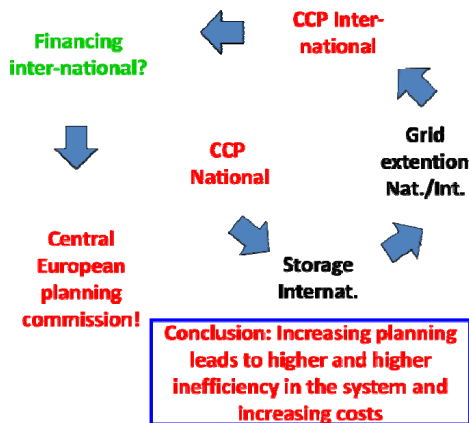 CCP Inter-
national
Financing
inter-national?
Grid
extention
Nat./Int.
CCP
National
Central
European
planning
commission!
Storage
Internat.
Conclusion: Increasing planning
leads to higher and higher
inefficiency in the system and
increasing costs